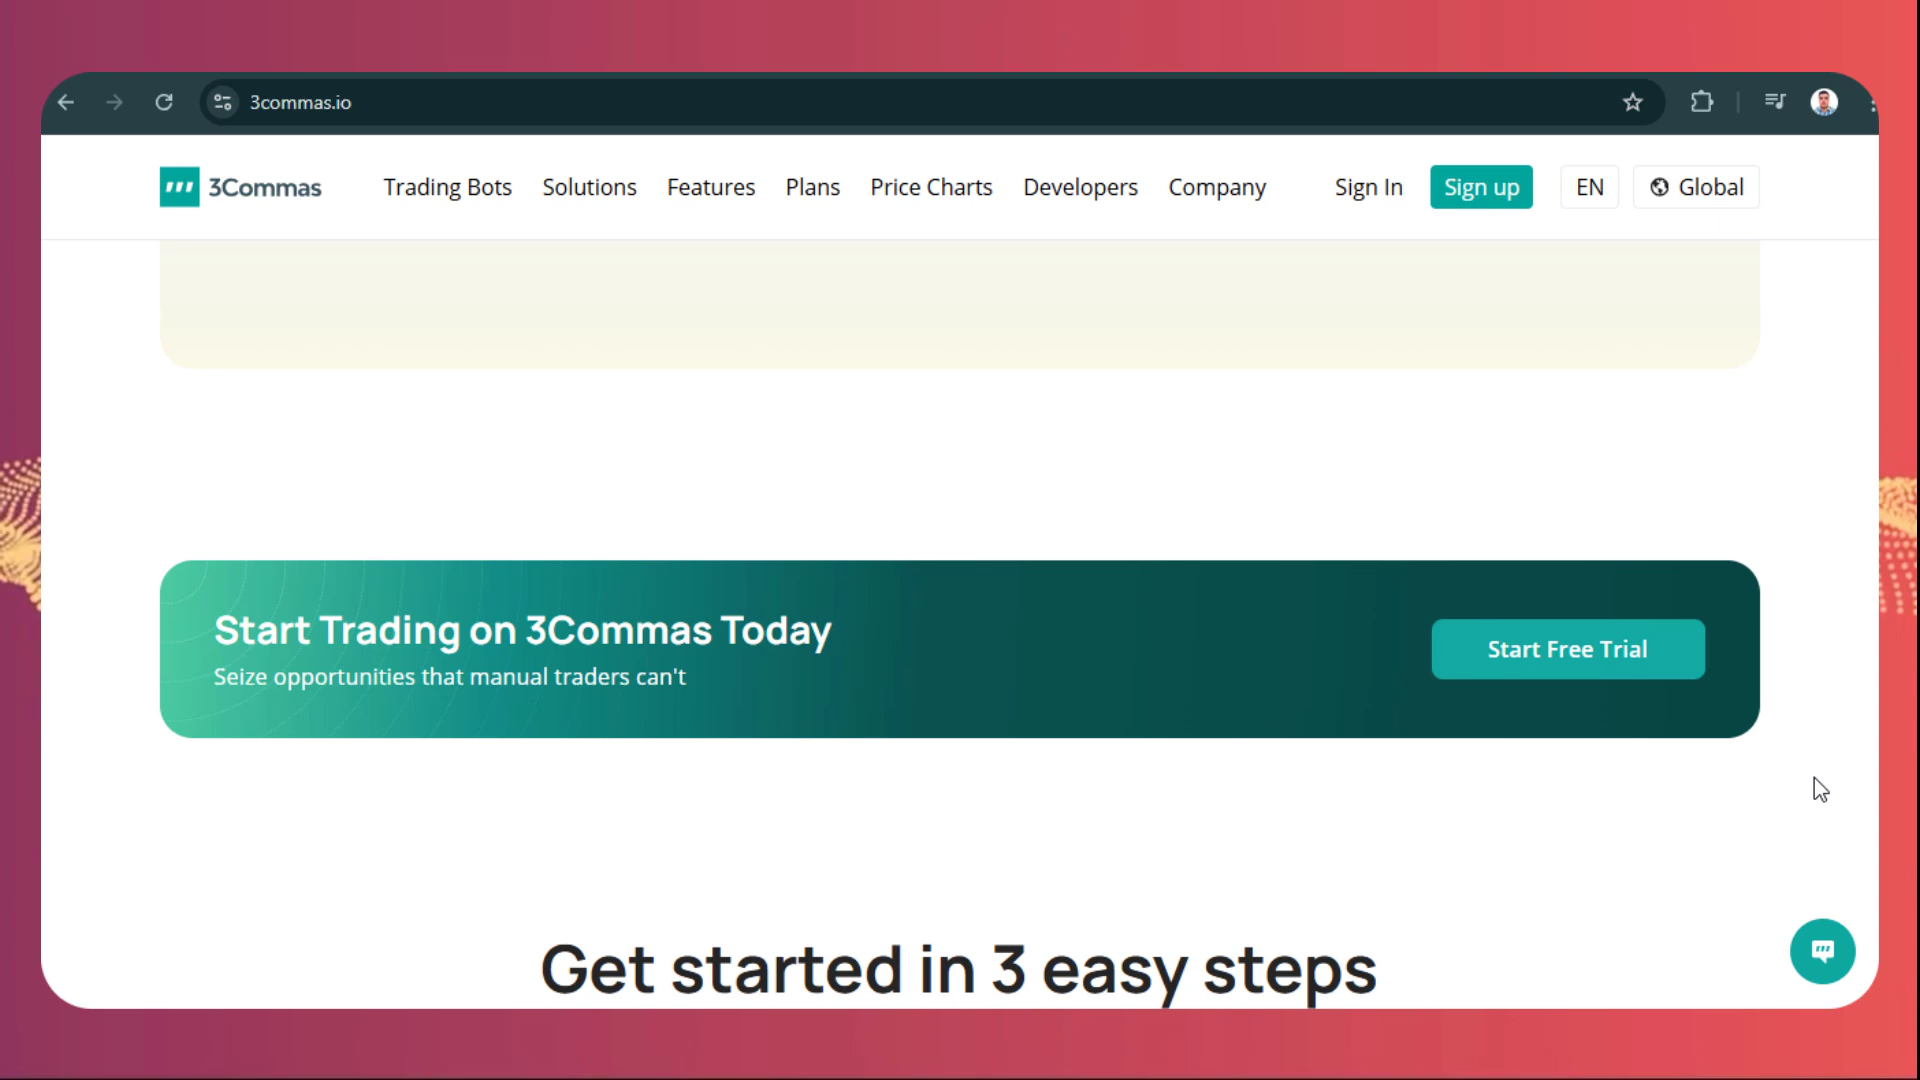 3commas.io
3Commas
Trading Bots Solutions Features Plans Price Charts Developers Company Sign In Sign up EN Global
Start Trading on 3Commas Today
Seize opportunities that manual traders can't
Start Free Trial
Get started in 3 easy steps